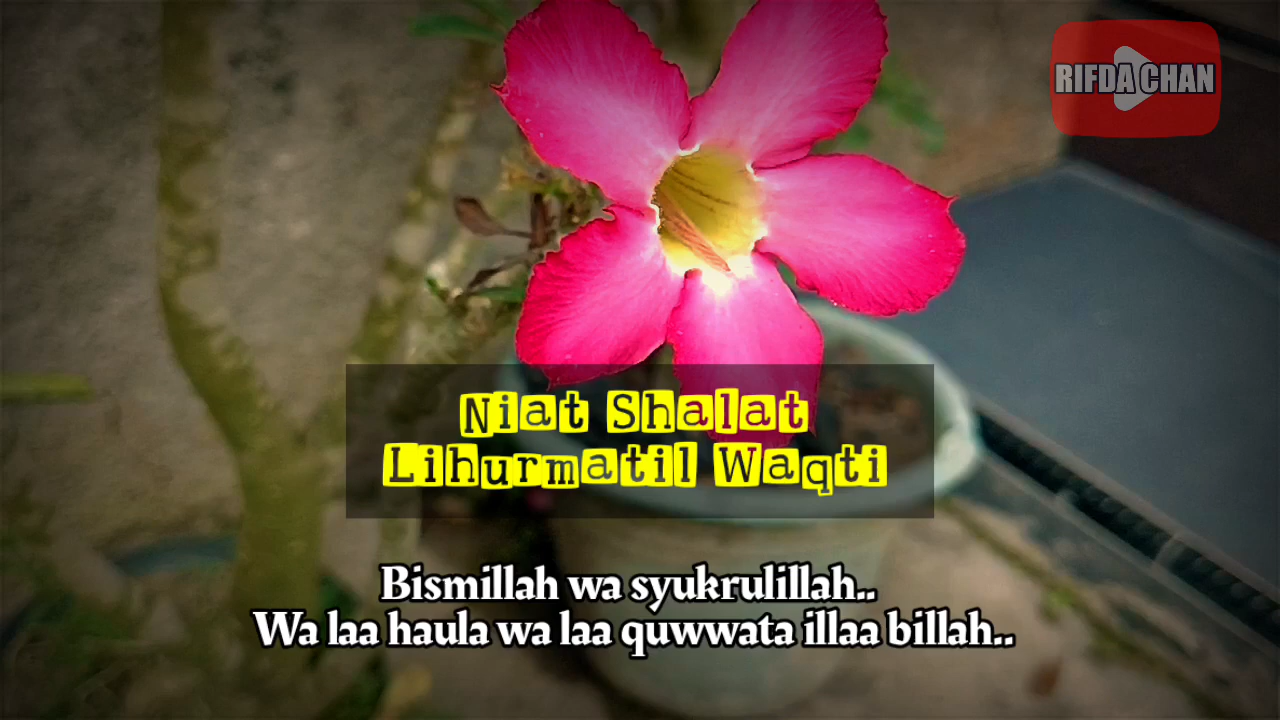 RIFDA CHAN
Niat Shalat
Lihurmatil Waqti
Bismillah wa syukrulillah..
Wa laa haula wa laa quwwata illaa billah..